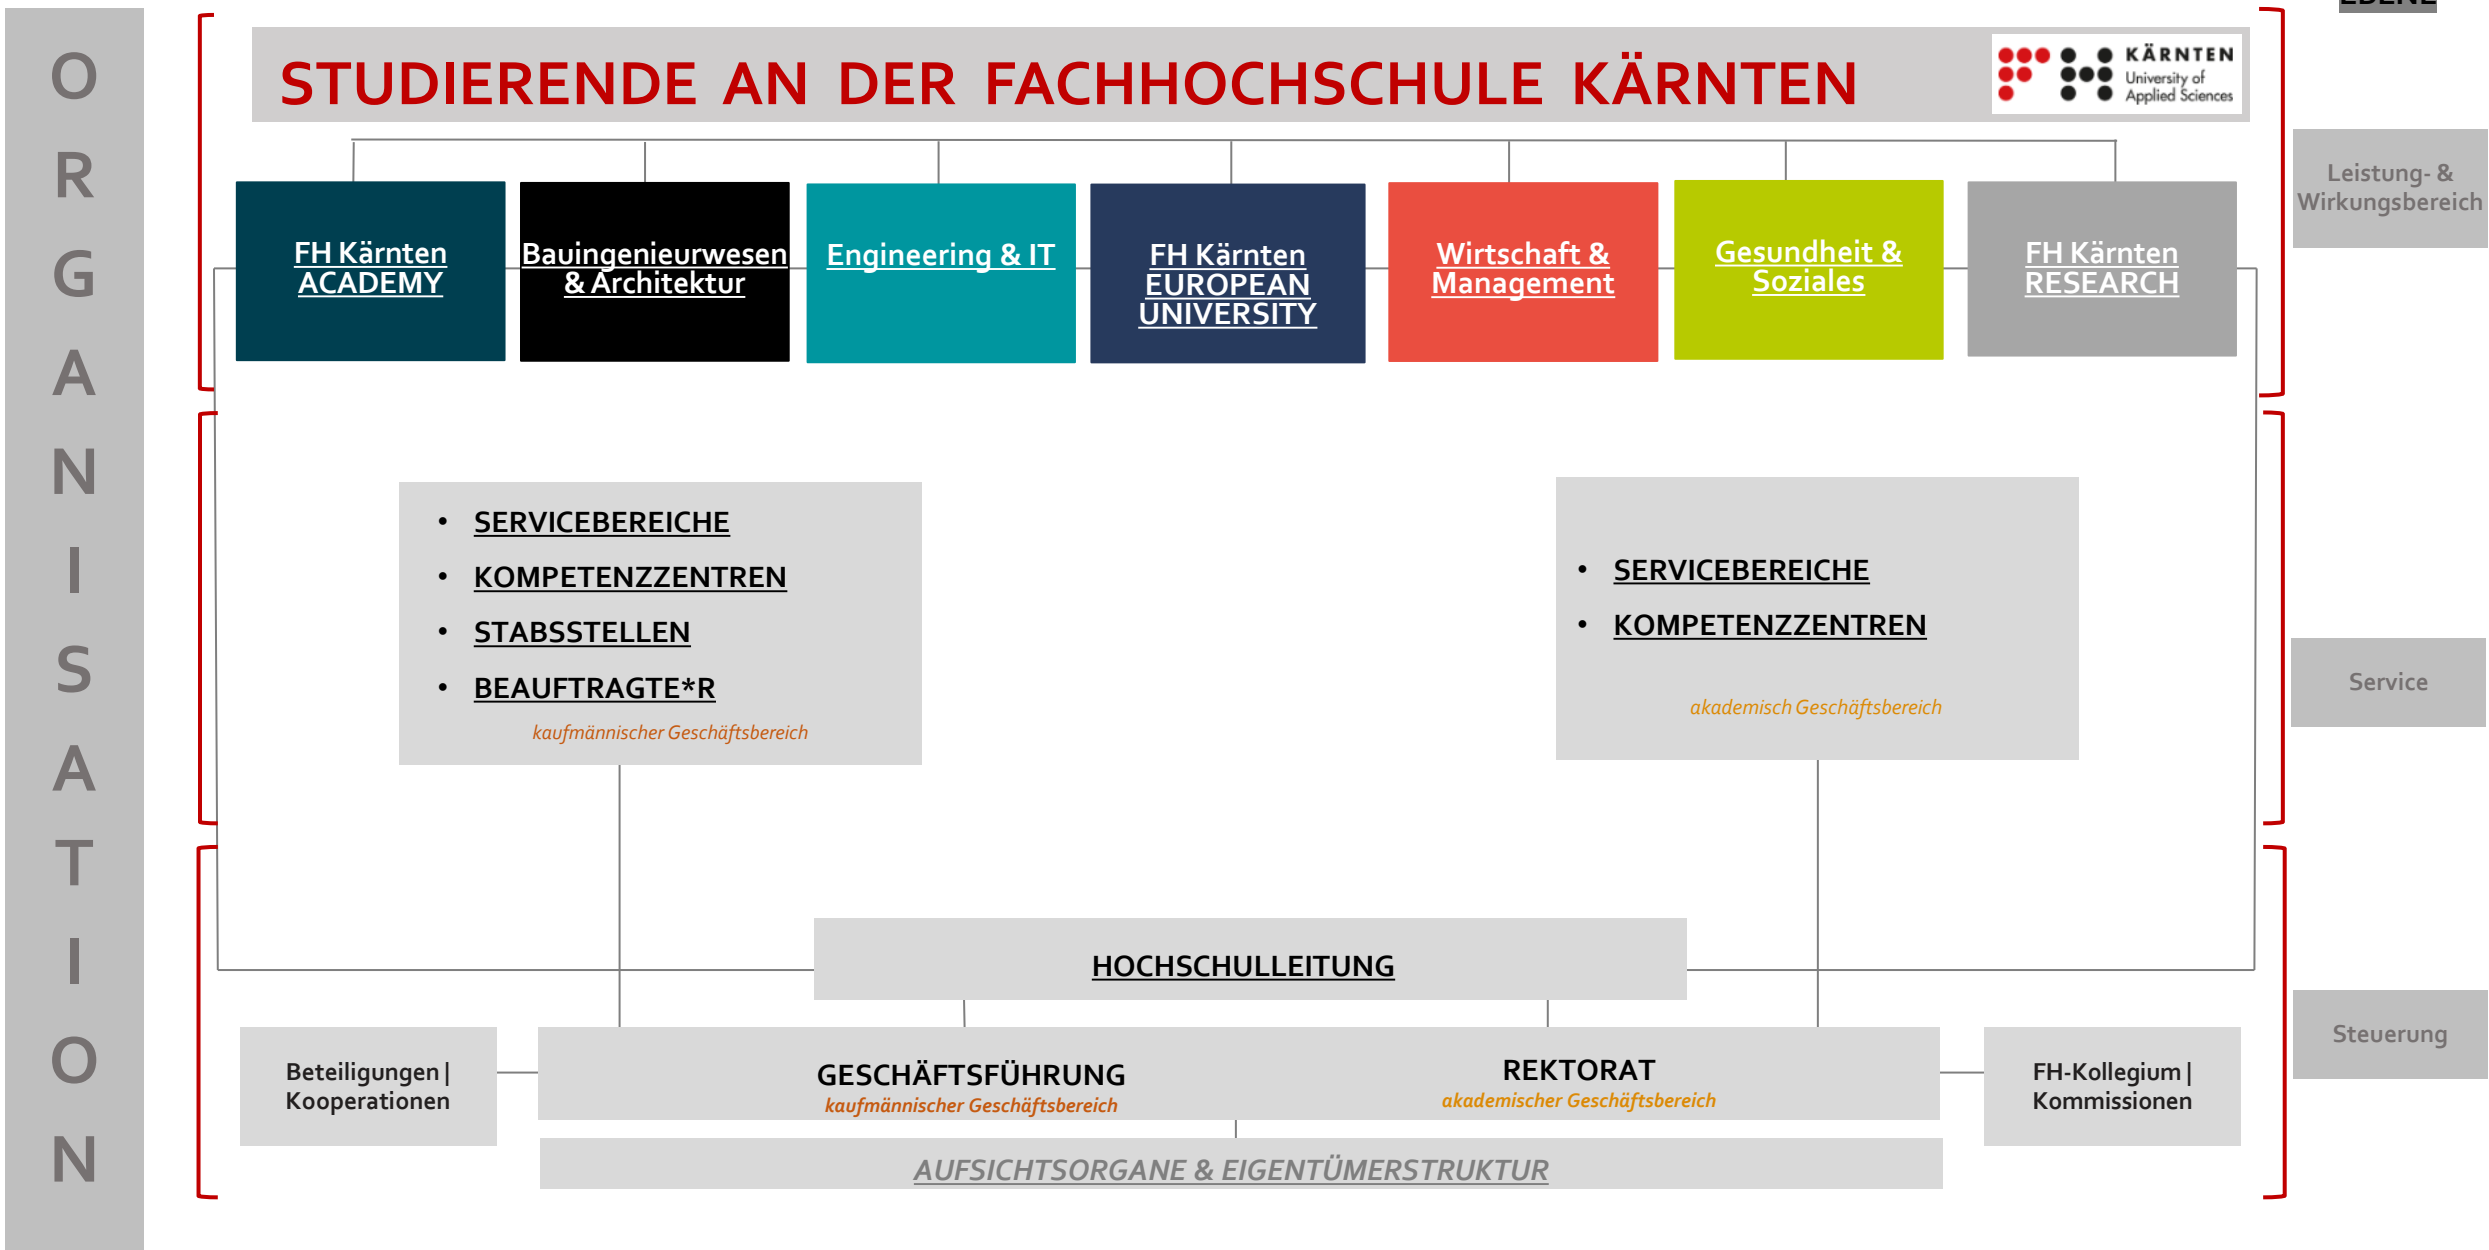 EBENE
ORGANISATION
STUDIERENDE AN DER FACHHOCHSCHULE KÄRNTEN
KÄRNTEN
University of
Applied Sciences
FH Kärnten
ACADEMY
Bauingenieurwesen
& Architektur
Engineering & IT
FH Kärnten
EUROPEAN
UNIVERSITY
Wirtschaft &
Management
Gesundheit &
Soziales
FH Kärnten
RESEARCH
Leistung- &
Wirkungsbereich
• SERVICEBEREICHE
• KOMPETENZZENTREN
• STABSSTELLEN
• BEAUFTRAGTE*R
kaufmännischer Geschäftsbereich
• SERVICEBEREICHE
• KOMPETENZZENTREN
akademisch Geschäftsbereich
Service
HOCHSCHULLEITUNG
Beteiligungen |
Kooperationen
GESCHÄFTSFÜHRUNG
kaufmännischer Geschäftsbereich
REKTORAT
akademischer Geschäftsbereich
FH-Kollegium |
Kommissionen
Steuerung
AUFSICHTSORGANE & EIGENTÜMERSTRUKTUR